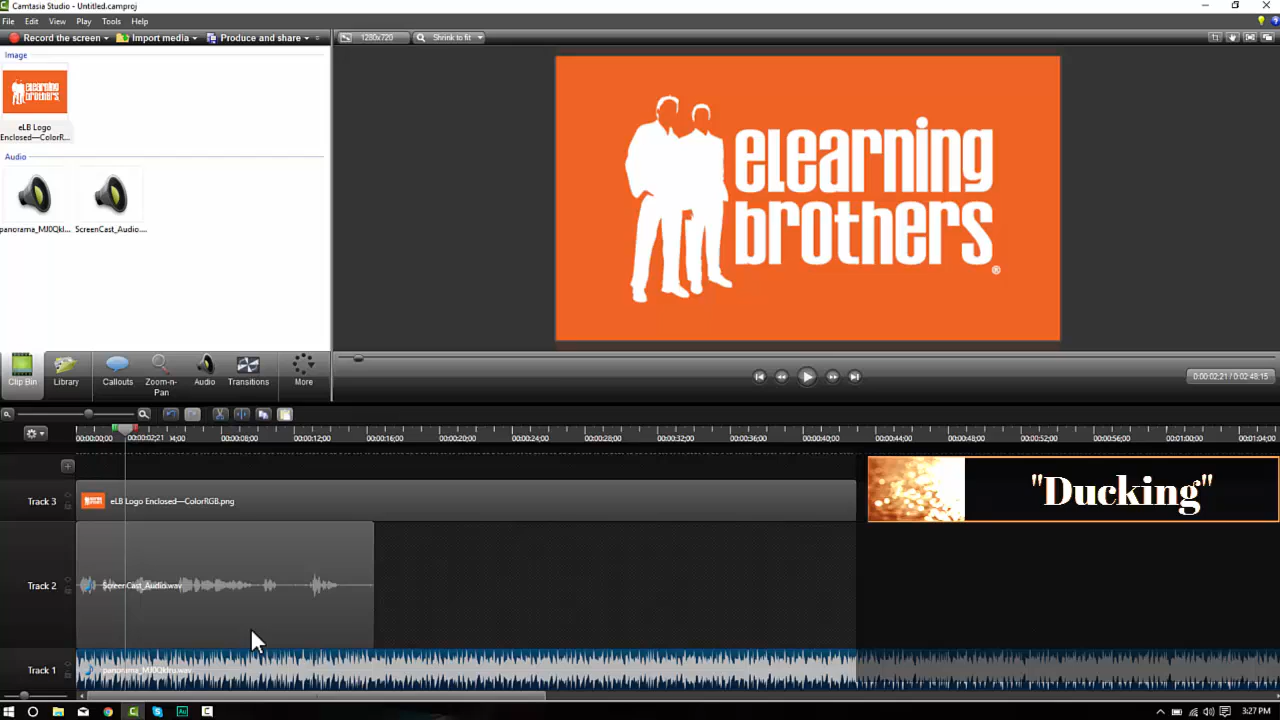 Camtasia Studio - Untitled.camproj
File Edit View Play Tools Help
Record the screen Import media Produce and share
1280x720 Shrink to fit
Image
elearning brothers
eLB Logo
Enclosed—ColorR...
Audio
panorama_MJ0Qkl... ScreenCast_Audio....
elearning
brothers
®
Clip Bin Library Callouts Zoom-n-Pan Audio Transitions More
0:00:02;21 / 0:02:48;15
00:00:00;00 00:00:02;21 04;00 00:00:08;00 00:00:12;00 00:00:16;00 00:00:20;00 00:00:24;00 00:00:28;00 00:00:32;00 00:00:36;00 00:00:40;00 00:00:44;00 00:00:48;00 00:00:52;00 00:00:56;00 00:01:00;00 00:01:04;00
"Ducking"
Track 3 eLB Logo Enclosed—ColorRGB.png
Track 2 ScreenCast_Audio.wav
Track 1
3:27 PM